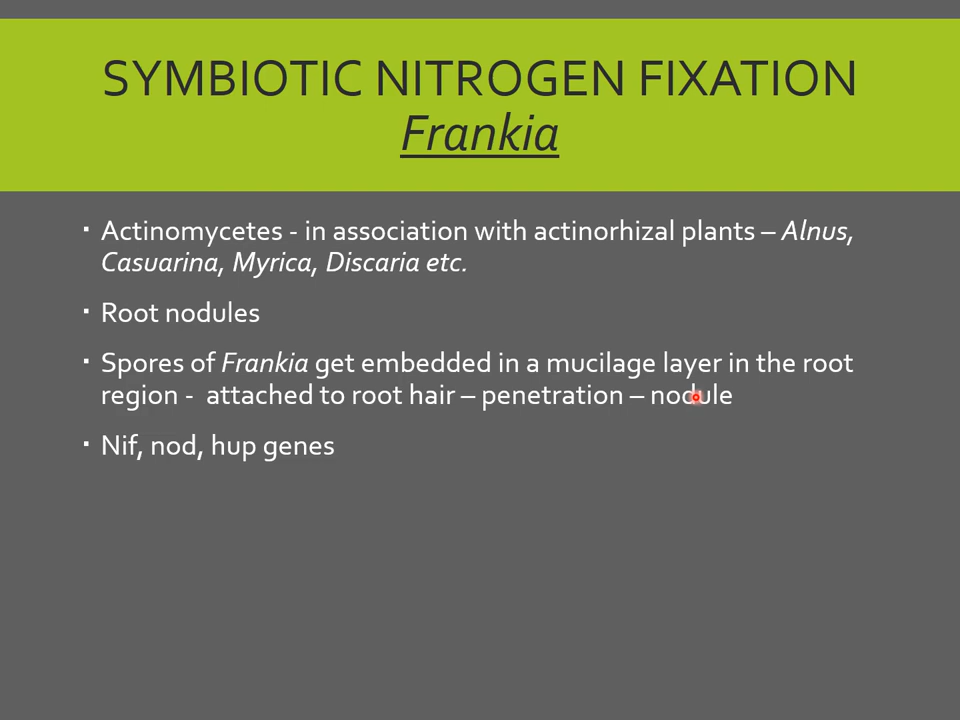 SYMBIOTIC NITROGEN FIXATION
Frankia
▪ Actinomycetes - in association with actinorhizal plants – Alnus,
Casuarina, Myrica, Discaria etc.
▪ Root nodules
▪ Spores of Frankia get embedded in a mucilage layer in the root
region - attached to root hair – penetration – nodule
▪ Nif, nod, hup genes